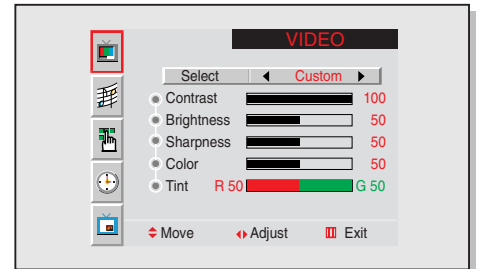 VIDEO
Select Custom
Contrast 100
Brightness 50
Sharpness 50
Color 50
Tint R 50 G 50
Move Adjust Exit